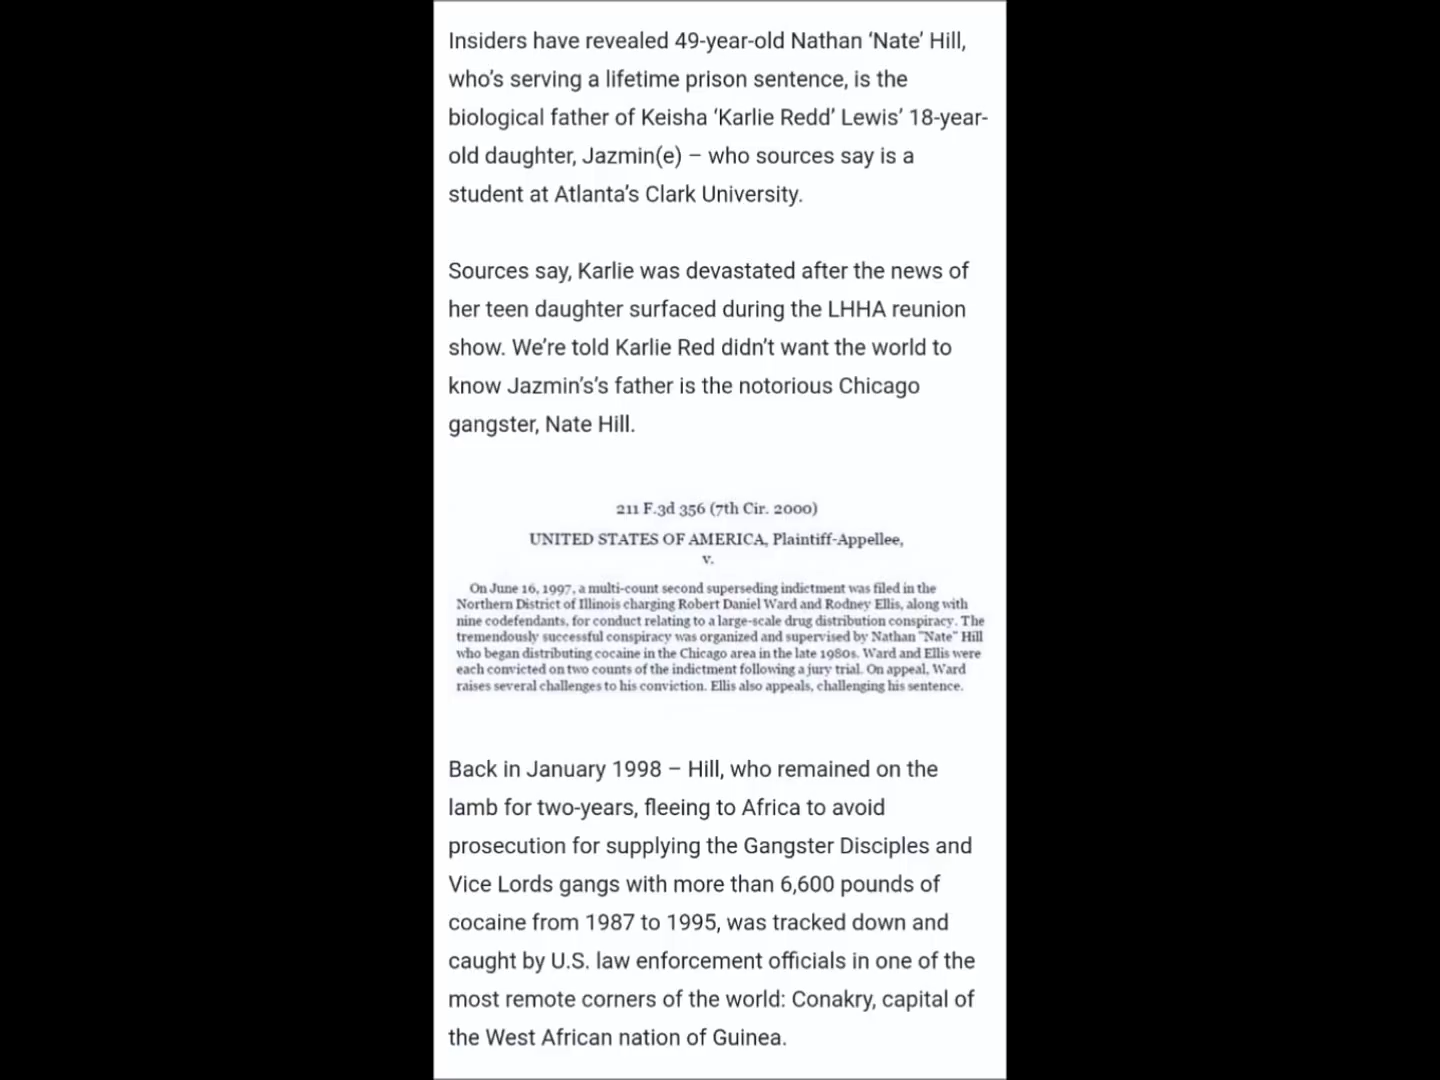 Insiders have revealed 49-year-old Nathan ‘Nate’ Hill,
who’s serving a lifetime prison sentence, is the
biological father of Keisha ‘Karlie Redd’ Lewis’ 18-year-
old daughter, Jazmin(e) – who sources say is a
student at Atlanta’s Clark University.
Sources say, Karlie was devastated after the news of
her teen daughter surfaced during the LHHA reunion
show. We’re told Karlie Red didn’t want the world to
know Jazmin’s’s father is the notorious Chicago
gangster, Nate Hill.
211 F.3d 356 (7th Cir. 2000)
UNITED STATES OF AMERICA, Plaintiff-Appellee,
v.
On June 16, 1997, a multi-count second superseding indictment was filed in the
Northern District of Illinois charging Robert Daniel Ward and Rodney Ellis, along with
nine codefendants, for conduct relating to a large-scale drug distribution conspiracy. The
tremendously successful conspiracy was organized and supervised by Nathan "Nate" Hill
who began distributing cocaine in the Chicago area in the late 1980s. Ward and Ellis were
each convicted on two counts of the indictment following a jury trial. On appeal, Ward
raises several challenges to his conviction. Ellis also appeals, challenging his sentence.
Back in January 1998 – Hill, who remained on the
lamb for two-years, fleeing to Africa to avoid
prosecution for supplying the Gangster Disciples and
Vice Lords gangs with more than 6,600 pounds of
cocaine from 1987 to 1995, was tracked down and
caught by U.S. law enforcement officials in one of the
most remote corners of the world: Conakry, capital of
the West African nation of Guinea.